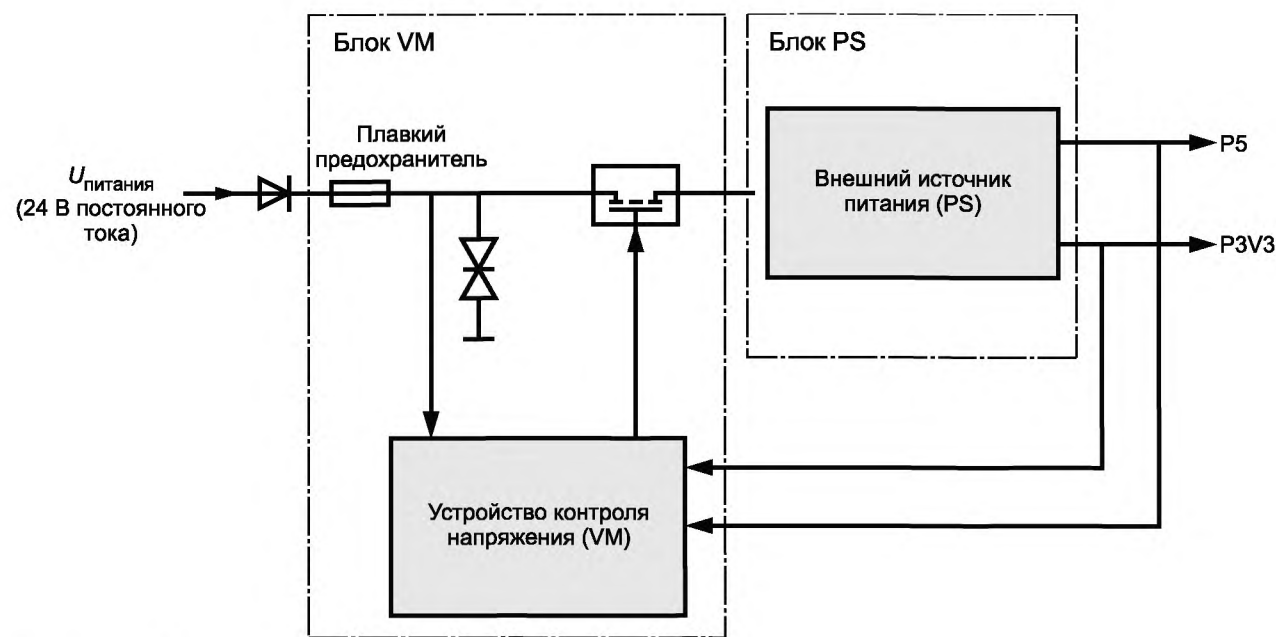 Блок VM
Блок PS
Плавкий
предохранитель
Uпитания
(24 В постоянного
тока)
Внешний источник
питания (PS)
P5
P3V3
Устройство контроля
напряжения (VM)